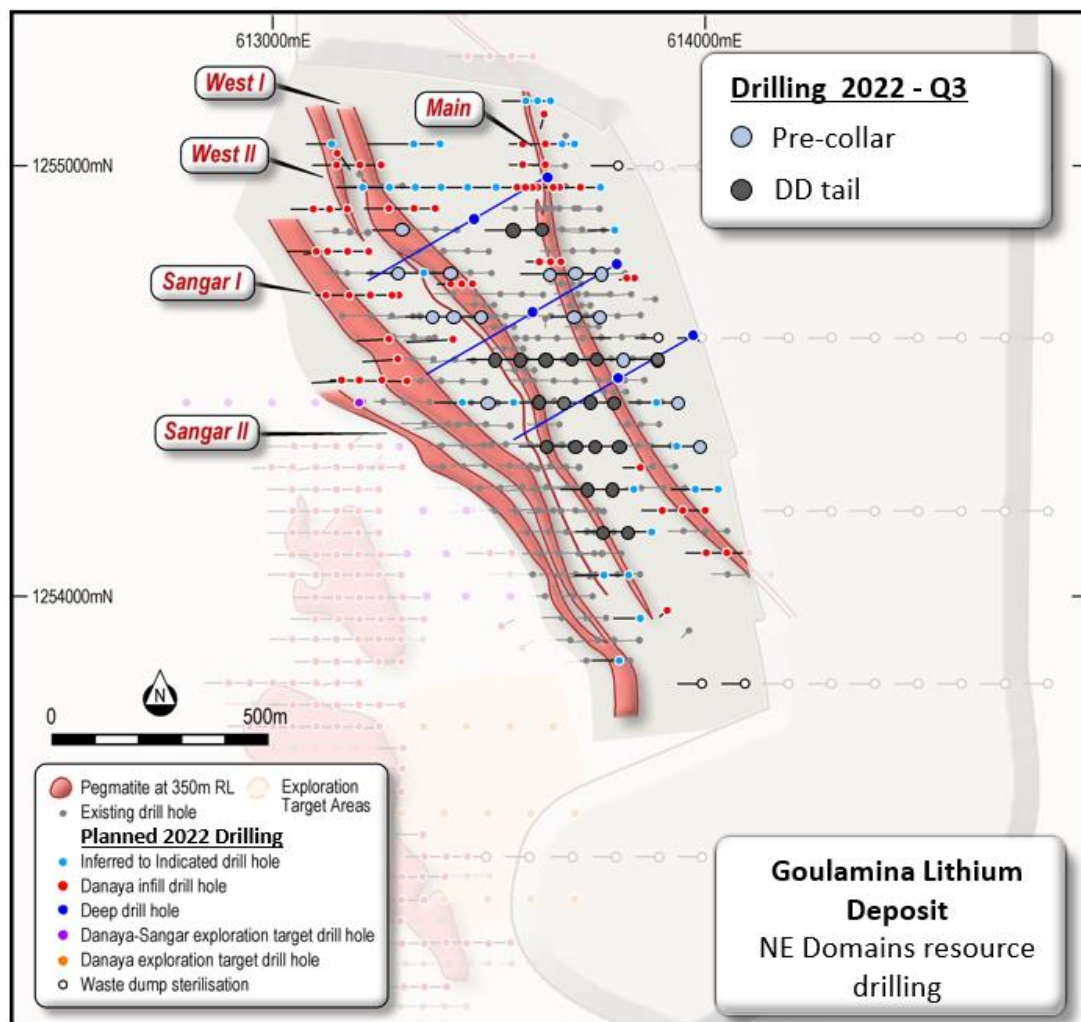 613000mE
614000mE
West I
Main
West II
1255000mN
Sangar I
Sangar II
1254000mN
Drilling 2022 - Q3
Pre-collar
DD tail
N
0
500m
Pegmatite at 350m RL
Exploration
Target Areas
Existing drill hole
Planned 2022 Drilling
Inferred to Indicated drill hole
Danaya infill drill hole
Deep drill hole
Danaya-Sangar exploration target drill hole
Danaya exploration target drill hole
Waste dump sterilisation
Goulamina Lithium
Deposit
NE Domains resource
drilling